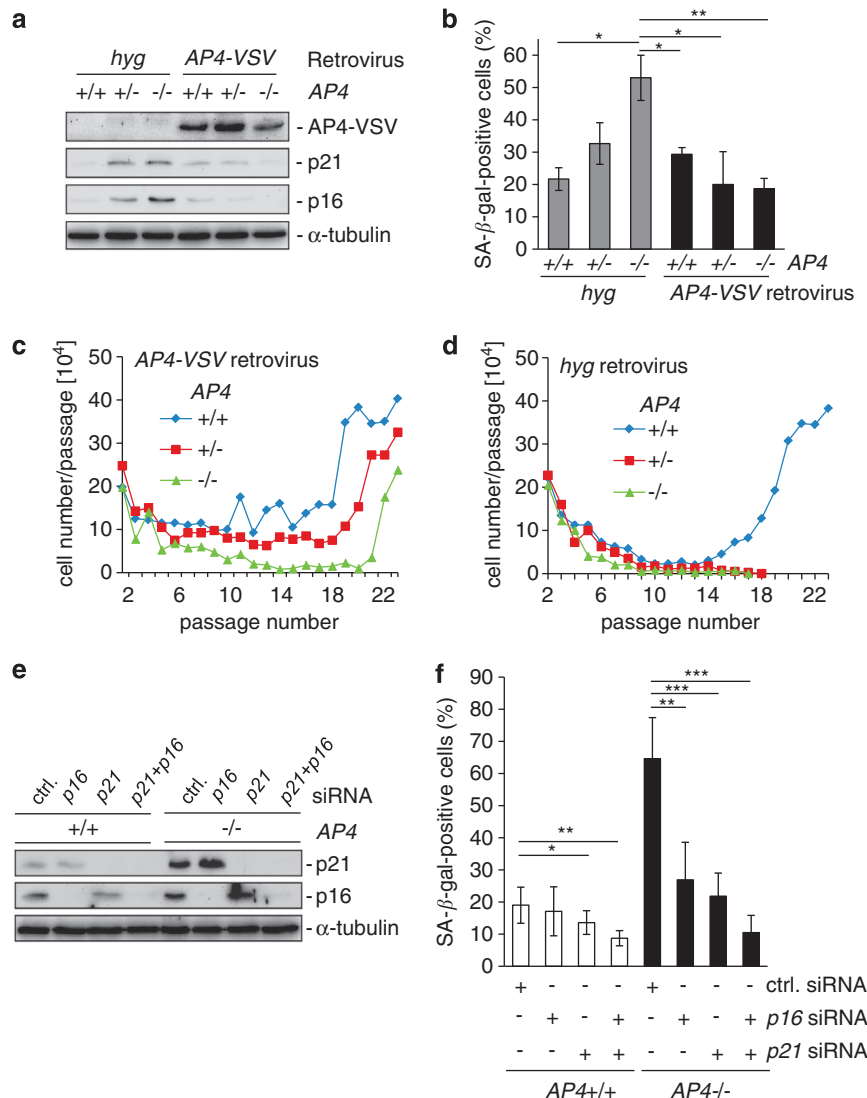 a
hyg AP4-VSV Retrovirus
+/+ +/- -/- +/+ +/- -/- AP4
- AP4-VSV
- p21
- p16
- α-tubulin
b
SA-β-gal-positive cells (%)
60
50
40
30
20
10
0
* ** * *
+/+ +/- -/- +/+ +/- -/- AP4
hyg AP4-VSV retrovirus
c
AP4-VSV retrovirus
AP4
+/+
+/-
-/-
cell number/passage [10⁴]
50
40
30
20
10
0
2 6 10 14 18 22
passage number
d
hyg retrovirus
AP4
+/+
+/-
-/-
cell number/passage [10⁴]
50
40
30
20
10
0
2 6 10 14 18 22
passage number
e
ctrl. p16 p21 p21+p16 ctrl. p16 p21 p21+p16 siRNA
+/+ -/- AP4
-p21
-p16
-α-tubulin
f
SA-β-gal-positive cells (%)
90
80
70
60
50
40
30
20
10
0
** * *** *** **
+ - - - + - - - ctrl. siRNA
- + - + - + - + p16 siRNA
- - + + - - + + p21 siRNA
AP4+/+ AP4-/-